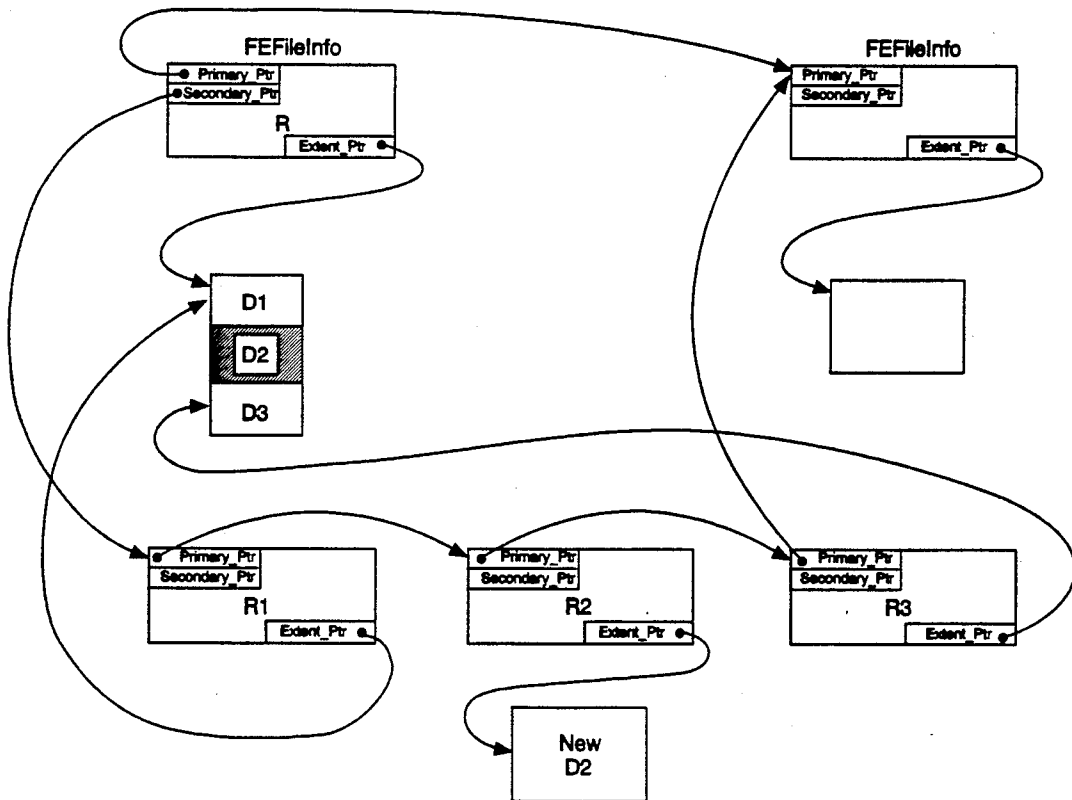 FEFileInfo
Primary_Ptr
Secondary_Ptr
R
Extent_Ptr
FEFileInfo
Primary_Ptr
Secondary_Ptr
Extent_Ptr
D1
D2
D3
Primary_Ptr
Secondary_Ptr
R1
Extent_Ptr
Primary_Ptr
Secondary_Ptr
R2
Extent_Ptr
Primary_Ptr
Secondary_Ptr
R3
Extent_Ptr
New
D2